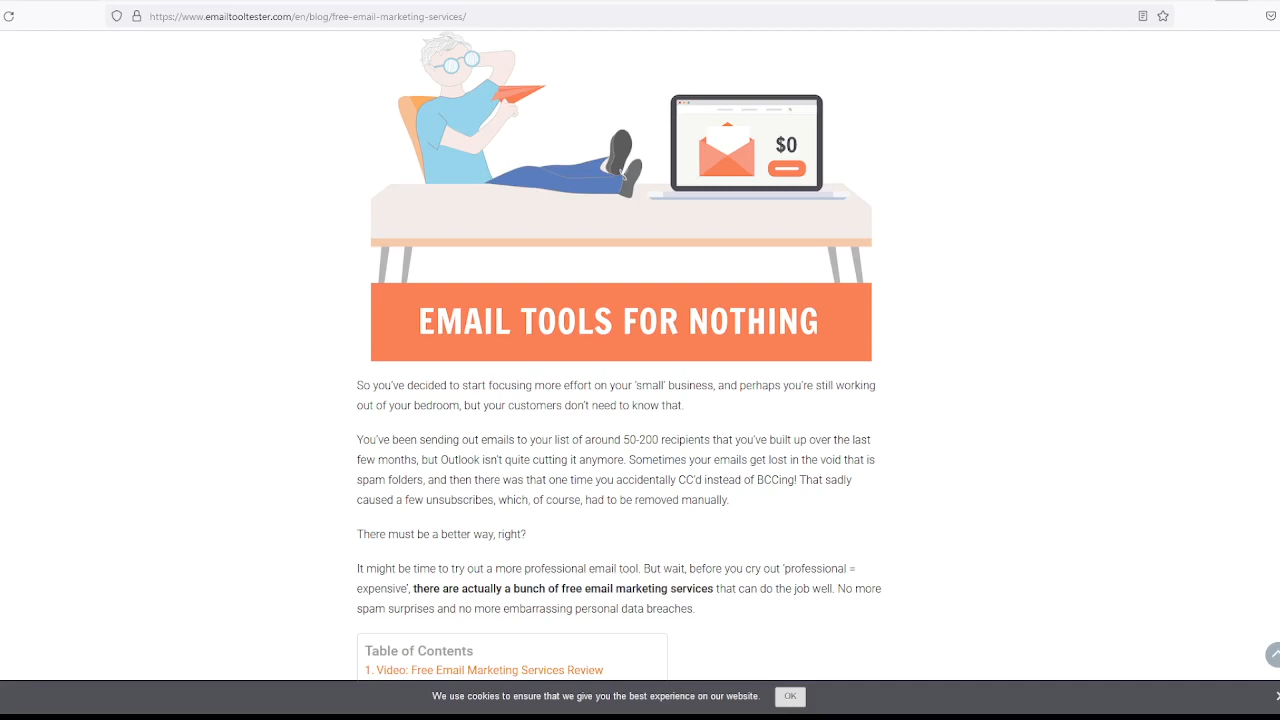 https://www.emailtooltester.com/en/blog/free-email-marketing-services/
$0
EMAIL TOOLS FOR NOTHING
So you've decided to start focusing more effort on your 'small' business, and perhaps you're still working
out of your bedroom, but your customers don't need to know that.
You've been sending out emails to your list of around 50-200 recipients that you've built up over the last
few months, but Outlook isn't quite cutting it anymore. Sometimes your emails get lost in the void that is
spam folders, and then there was that one time you accidentally CC'd instead of BCCing! That sadly
caused a few unsubscribes, which, of course, had to be removed manually.
There must be a better way, right?
It might be time to try out a more professional email tool. But wait, before you cry out 'professional =
expensive', there are actually a bunch of free email marketing services that can do the job well. No more
spam surprises and no more embarrassing personal data breaches.
Table of Contents
1. Video: Free Email Marketing Services Review
We use cookies to ensure that we give you the best experience on our website.
OK